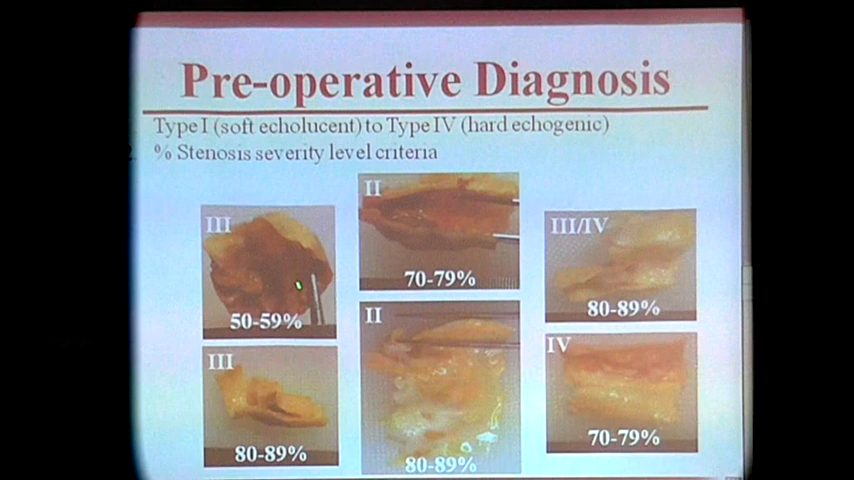 Pre-operative Diagnosis
Type I (soft echolucent) to Type IV (hard echogenic)
% Stenosis severity level criteria
III
50-59%
II
70-79%
III/IV
80-89%
III
80-89%
II
80-89%
IV
70-79%